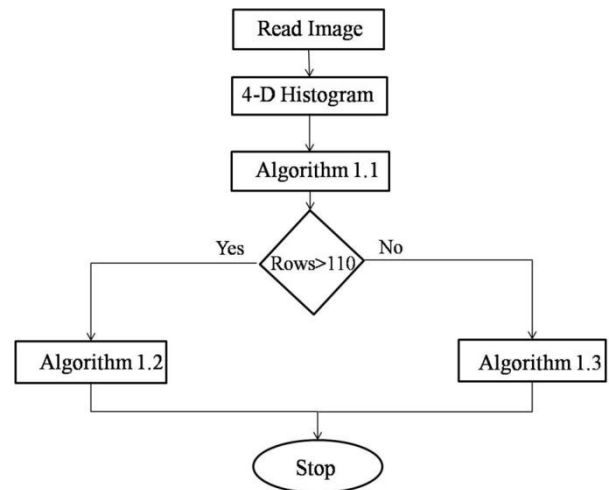 Read Image
4-D Histogram
Algorithm 1.1
Yes
Rows>110
No
Algorithm 1.2
Algorithm 1.3
Stop